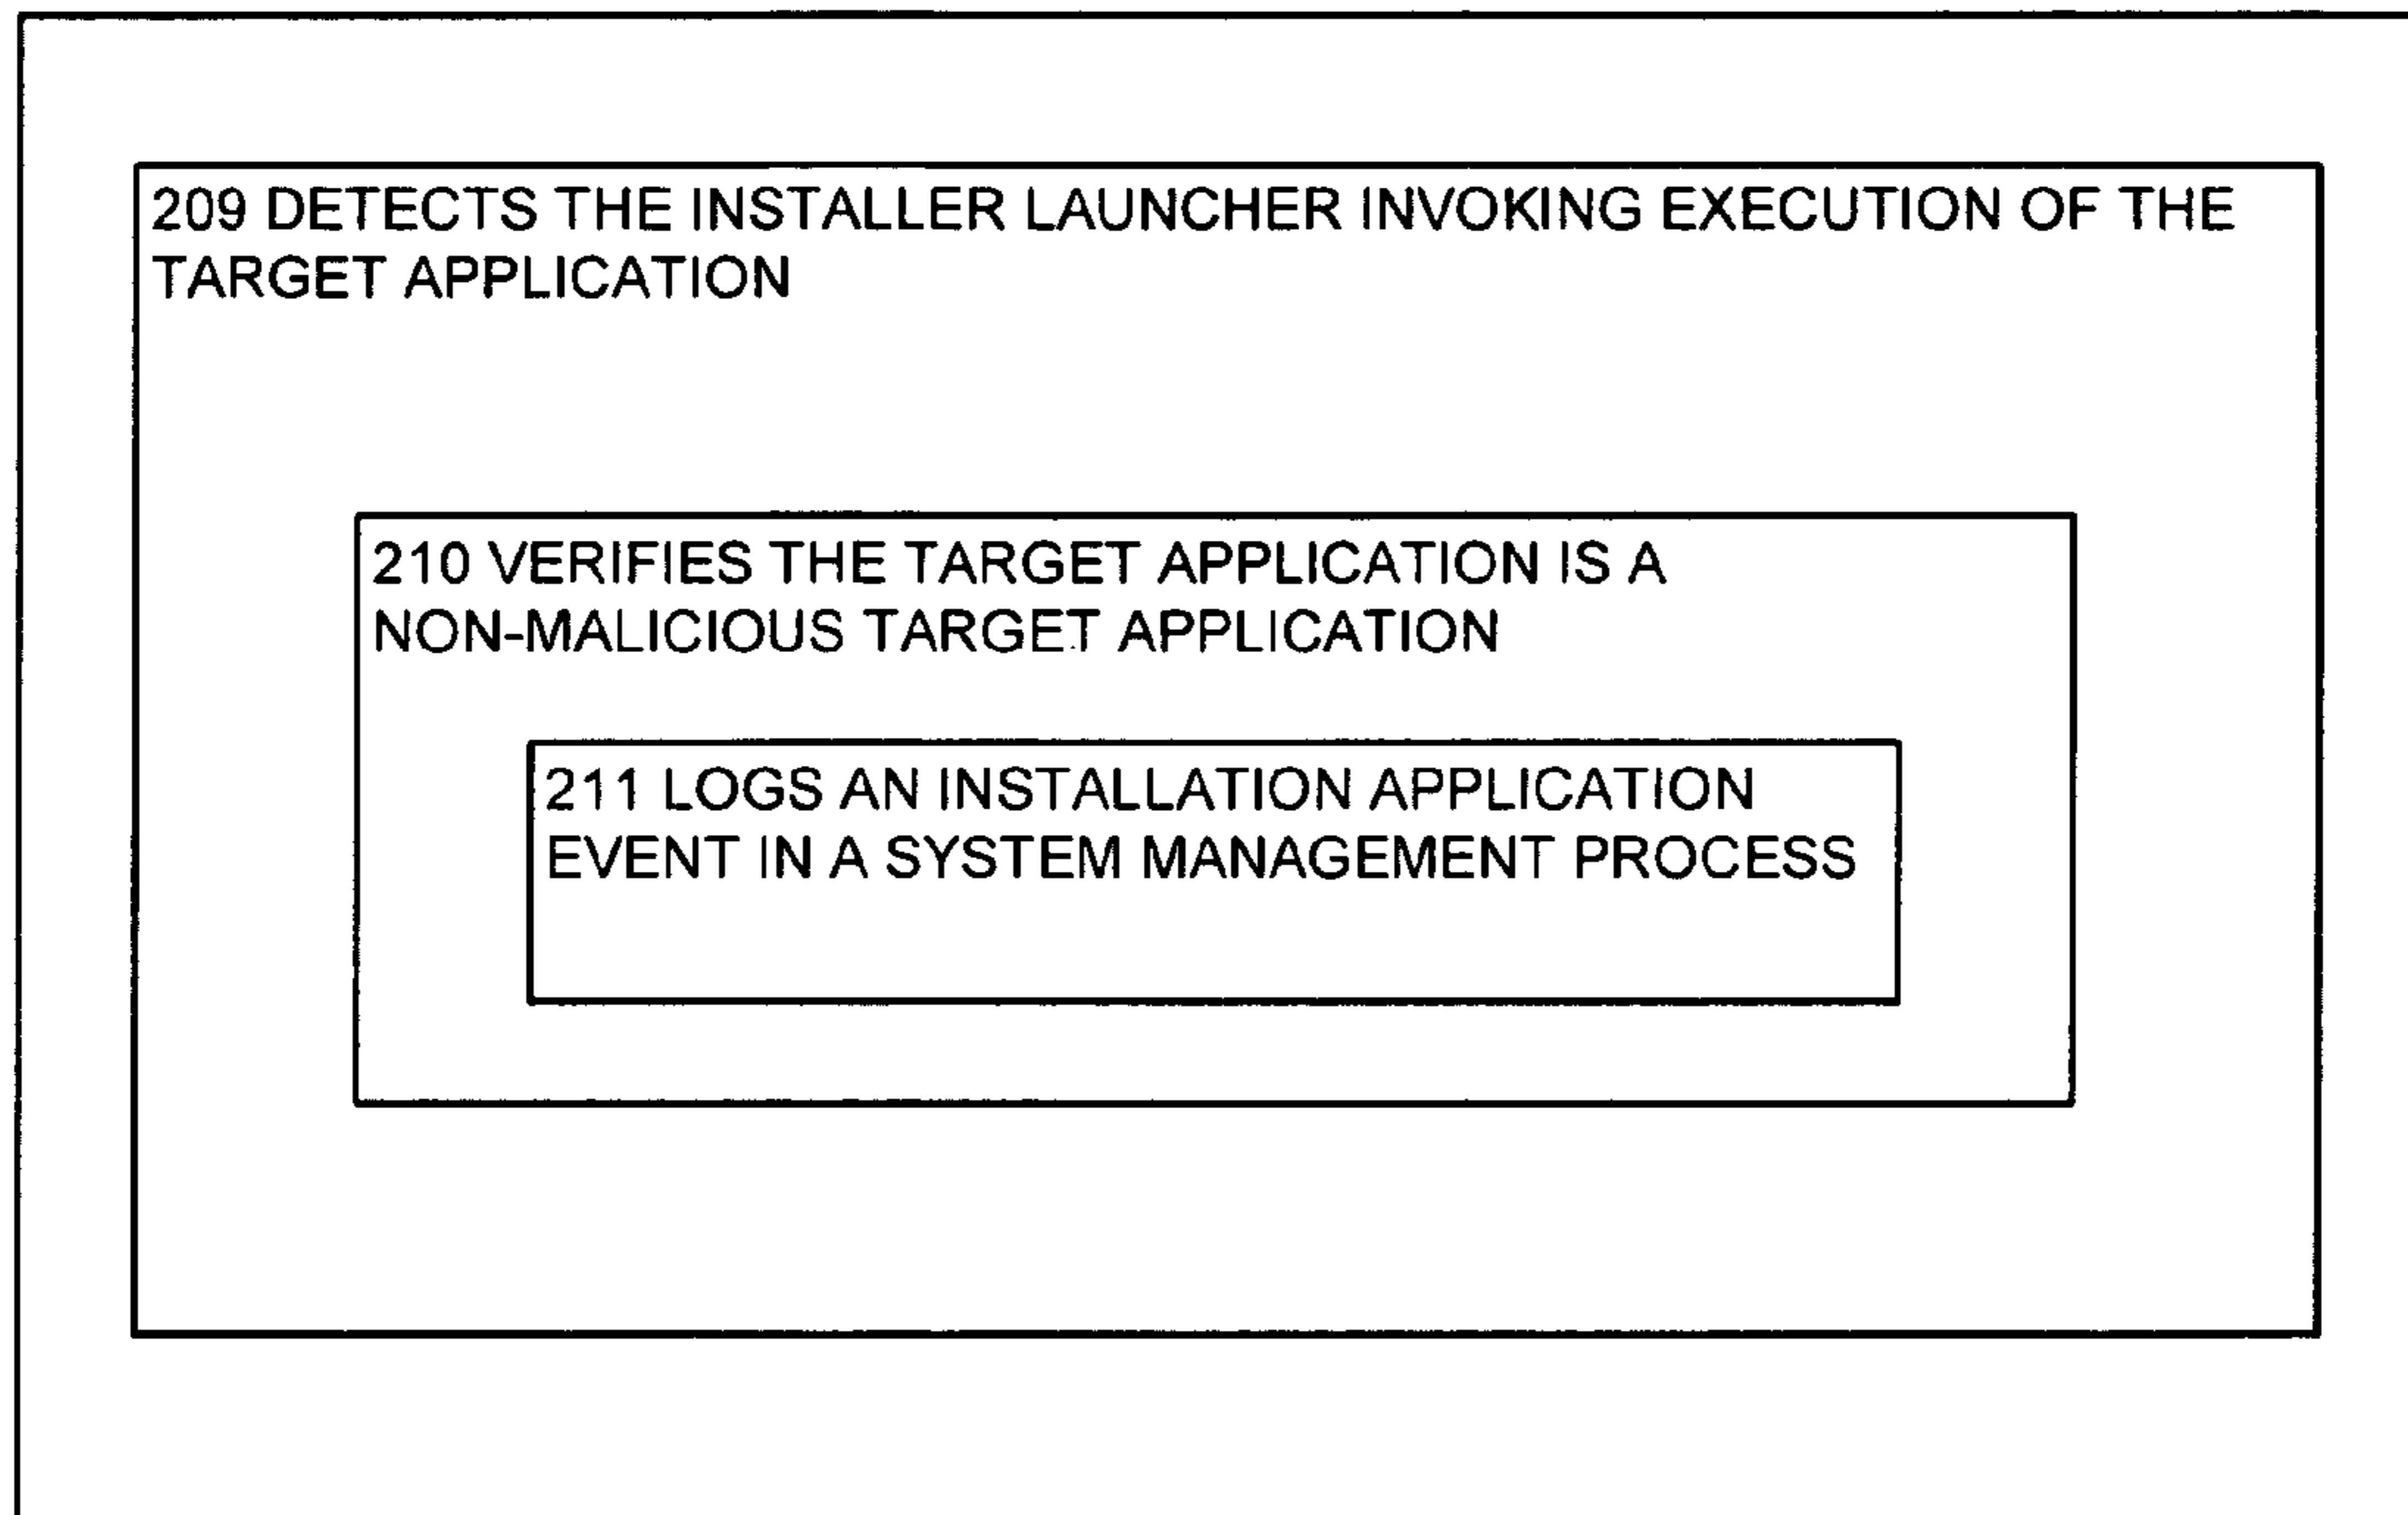 209 DETECTS THE INSTALLER LAUNCHER INVOKING EXECUTION OF THE
TARGET APPLICATION
210 VERIFIES THE TARGET APPLICATION IS A
NON-MALICIOUS TARGET APPLICATION
211 LOGS AN INSTALLATION APPLICATION
EVENT IN A SYSTEM MANAGEMENT PROCESS